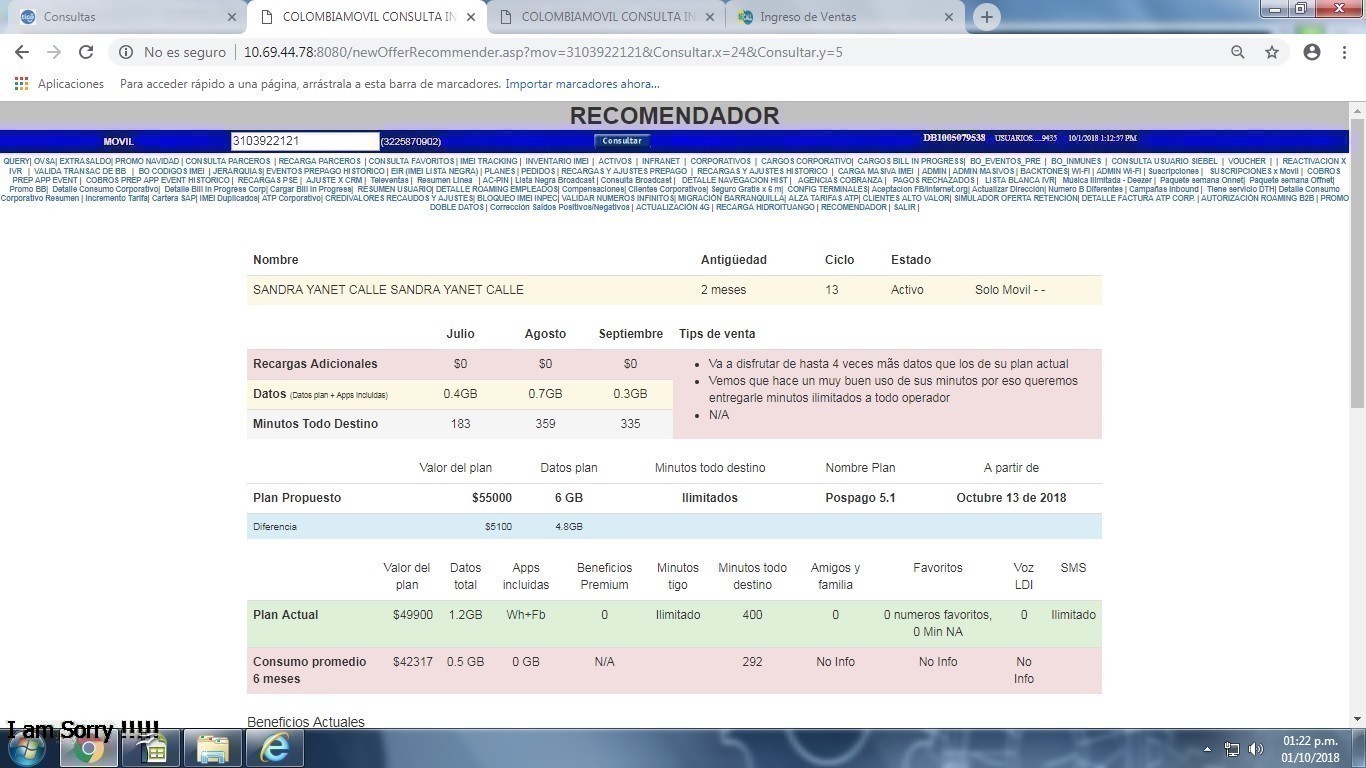 Consultas
COLOMBIAMOVIL CONSULTA IN
COLOMBIAMOVIL CONSULTA IN
Ingreso de Ventas
No es seguro | 10.69.44.78:8080/newOfferRecommender.asp?mov=3103922121&Consultar.x=24&Consultar.y=5
Aplicaciones Para acceder rápido a una página, arrástrala a esta barra de marcadores. Importar marcadores ahora...
RECOMENDADOR
MOVIL 3103922121 (3225870902) Consultar DB1005079538 USUARIOS....9435 10/1/2018 1:12:57 PM
QUERY| OVSA| EXTRASALDO| PROMO NAVIDAD | CONSULTA PARCEROS | RECARGA PARCEROS | CONSULTA FAVORITOS | IMEI TRACKING | INVENTARIO IMEI | ACTIVOS | INFRANET | CORPORATIVOS | CARGOS CORPORATIVO| CARGOS BILL IN PROGRESS| BO_EVENTOS_PRE | BO_INMUNES | CONSULTA USUARIO SIEBEL | VOUCHER | | REACTIVACION X
IVR | VALIDA TRANSAC DE BB | BO CODIGOS IMEI | JERARQUIAS| EVENTOS PREPAGO HISTORICO | EIR (IMEI LISTA NEGRA) | PLANES | PEDIDOS | RECARGAS Y AJUSTES PREPAGO | RECARGAS Y AJUSTES HISTORICO | CARGA MASIVA IMEI | ADMIN | ADMIN MASIVOS | BACKTONES| WI-FI | ADMIN WI-FI | Suscripciones | SUSCRIPCIONES x Movil | COBROS
PREP APP EVENT | COBROS PREP APP EVENT HISTORICO | RECARGAS PSE | AJUSTE X CRM | Televentas | Resumen Linea | AC-PIN | Lista Negra Broadcast | Consulta Broadcast | DETALLE NAVEGACION HIST | AGENCIAS COBRANZA | PAGOS RECHAZADOS | LISTA BLANCA IVR| Música Ilimitada - Deezer | Paquete semana Onnet| Paquete semana Offnet|
Promo BB| Detalle Consumo Corporativo| Detalle Bill In Progress Corp| Cargar Bill In Progress| RESUMEN USUARIO| DETALLE ROAMING EMPLEADOS| Compensaciones| Clientes Corporativos| Seguro Gratis x 6 m| CONFIG TERMINALES| Aceptacion FB/Internet.org| Actualizar Dirección| Numero B Diferentes | Campañas Inbound | Tiene servicio DTH| Detalle Consumo
Corporativo Resumen | Incremento Tarifa| Cartera SAP| IMEI Duplicados| ATP Corporativo| CREDIVALORES RECAUDOS Y AJUSTES| BLOQUEO IMEI INPEC| VALIDAR NUMEROS INFINITOS| MIGRACIÓN BARRANQUILLA| ALZA TARIFAS ATP| CLIENTES ALTO VALOR| SIMULADOR OFERTA RETENCIÓN| DETALLE FACTURA ATP CORP. | AUTORIZACIÓN ROAMING B2B | PROMO
DOBLE DATOS | Corrección Saldos Positivos/Negativos | ACTUALIZACIÓN 4G | RECARGA HIDROITUANGO | RECOMENDADOR | SALIR |
Nombre Antigüedad Ciclo Estado
SANDRA YANET CALLE SANDRA YANET CALLE 2 meses 13 Activo Solo Movil - -
Julio Agosto Septiembre Tips de venta
Recargas Adicionales $0 $0 $0
Datos (Datos plan + Apps incluidas) 0.4GB 0.7GB 0.3GB
Minutos Todo Destino 183 359 335
Va a disfrutar de hasta 4 veces mãs datos que los de su plan actual
Vemos que hace un muy buen uso de sus minutos por eso queremos
entregarle minutos ilimitados a todo operador
N/A
Valor del plan Datos plan Minutos todo destino Nombre Plan A partir de
Plan Propuesto $55000 6 GB Ilimitados Pospago 5.1 Octubre 13 de 2018
Diferencia $5100 4.8GB
Valor del plan Datos total Apps incluidas Beneficios Premium Minutos tigo Minutos todo destino Amigos y familia Favoritos Voz LDI SMS
Plan Actual $49900 1.2GB Wh+Fb 0 Ilimitado 400 0 0 numeros favoritos, 0 Min NA 0 Ilimitado
Consumo promedio 6 meses $42317 0.5 GB 0 GB N/A 292 No Info No Info No Info
Beneficios Actuales
I am Sorry !!!!!
01:22 p.m.
01/10/2018